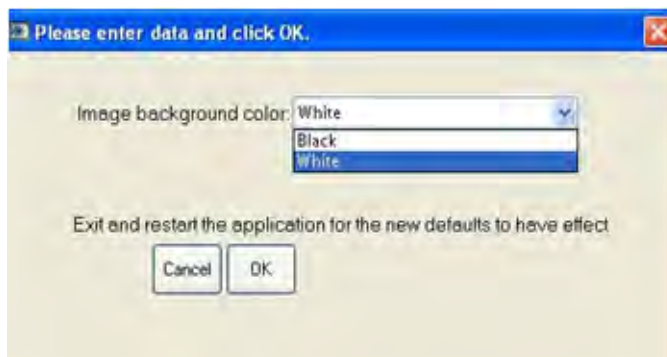 Please enter data and click OK.
Image background color: White
Black
White
Exit and restart the application for the new defaults to have effect
Cancel OK